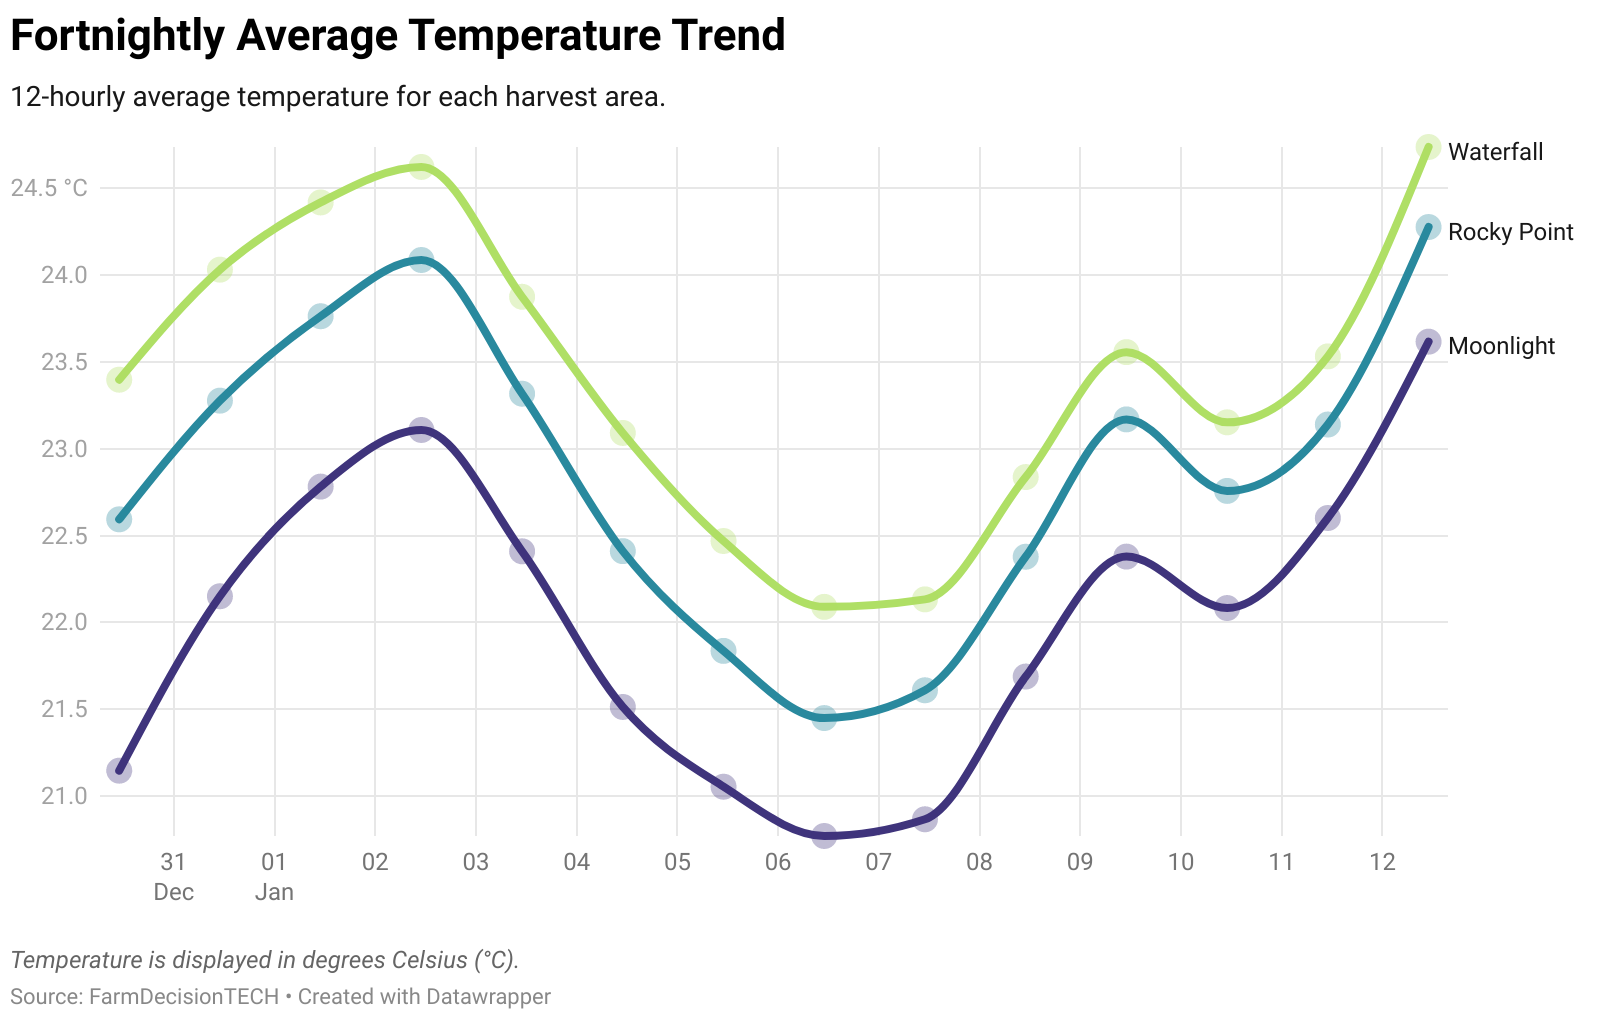 Fortnightly Average Temperature Trend
12-hourly average temperature for each harvest area.
Waterfall
24.5 °C
Rocky Point
24.0
23.5
Moonlight
23.0
22.5
22.0
21.5
21.0
31 01 02 03 04 05 06 07 08 09 10 11 12
Dec Jan
Temperature is displayed in degrees Celsius (°C).
Source: FarmDecisionTECH • Created with Datawrapper